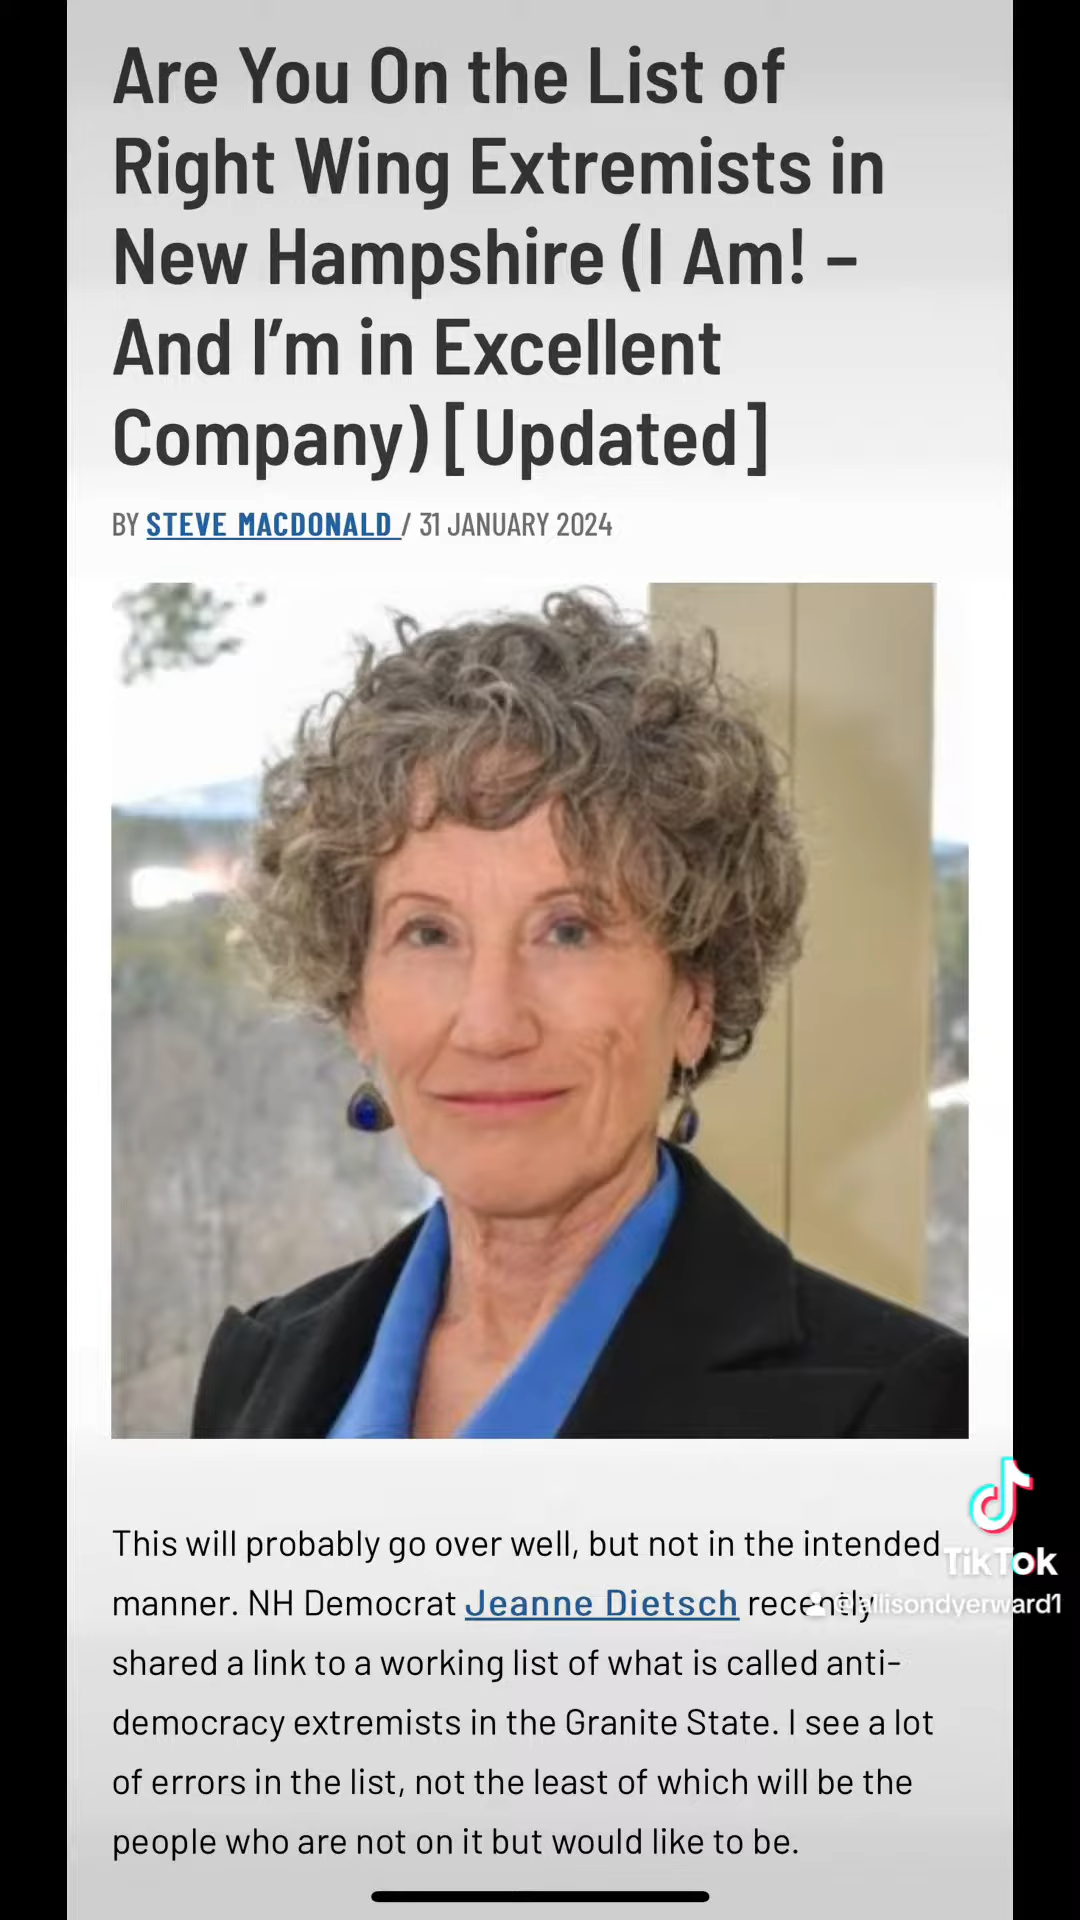 Are You On the List of
Right Wing Extremists in
New Hampshire (I Am! –
And I’m in Excellent
Company) [Updated]
BY STEVE MACDONALD / 31 JANUARY 2024
This will probably go over well, but not in the intended
manner. NH Democrat Jeanne Dietsch recently
shared a link to a working list of what is called anti-
democracy extremists in the Granite State. I see a lot
of errors in the list, not the least of which will be the
people who are not on it but would like to be.
TikTok
@allisondyerward1